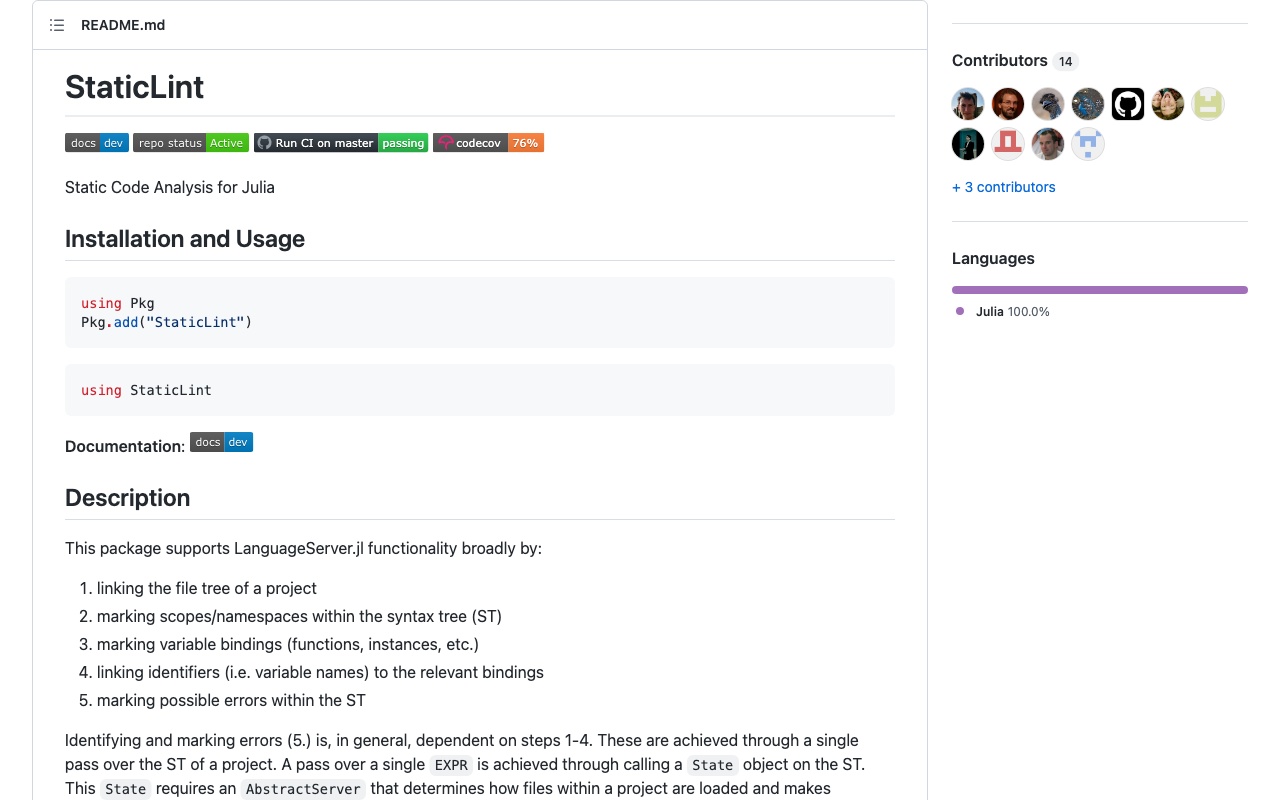 README.md
StaticLint
docs dev repo status Active Run CI on master passing codecov 76%
Static Code Analysis for Julia
Installation and Usage
using Pkg
Pkg.add("StaticLint")
using StaticLint
Documentation: docs dev
Description
This package supports LanguageServer.jl functionality broadly by:
1. linking the file tree of a project
2. marking scopes/namespaces within the syntax tree (ST)
3. marking variable bindings (functions, instances, etc.)
4. linking identifiers (i.e. variable names) to the relevant bindings
5. marking possible errors within the ST
Identifying and marking errors (5.) is, in general, dependent on steps 1-4. These are achieved through a single
pass over the ST of a project. A pass over a single EXPR is achieved through calling a State object on the ST.
This State requires an AbstractServer that determines how files within a project are loaded and makes
Contributors 14
+ 3 contributors
Languages
Julia 100.0%